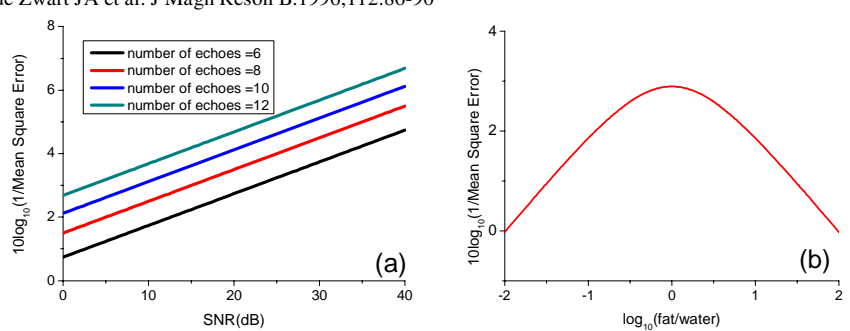 de Zwart JA et al. J Magn Reson B.1996;112:86-90
8
6
4
2
0
10log10(1/Mean Square Error)
number of echoes =6
number of echoes =8
number of echoes =10
number of echoes =12
(a)
0
10
20
30
40
SNR(dB)
4
2
0
10log10(1/Mean Square Error)
(b)
-2
-1
0
1
2
log10(fat/water)